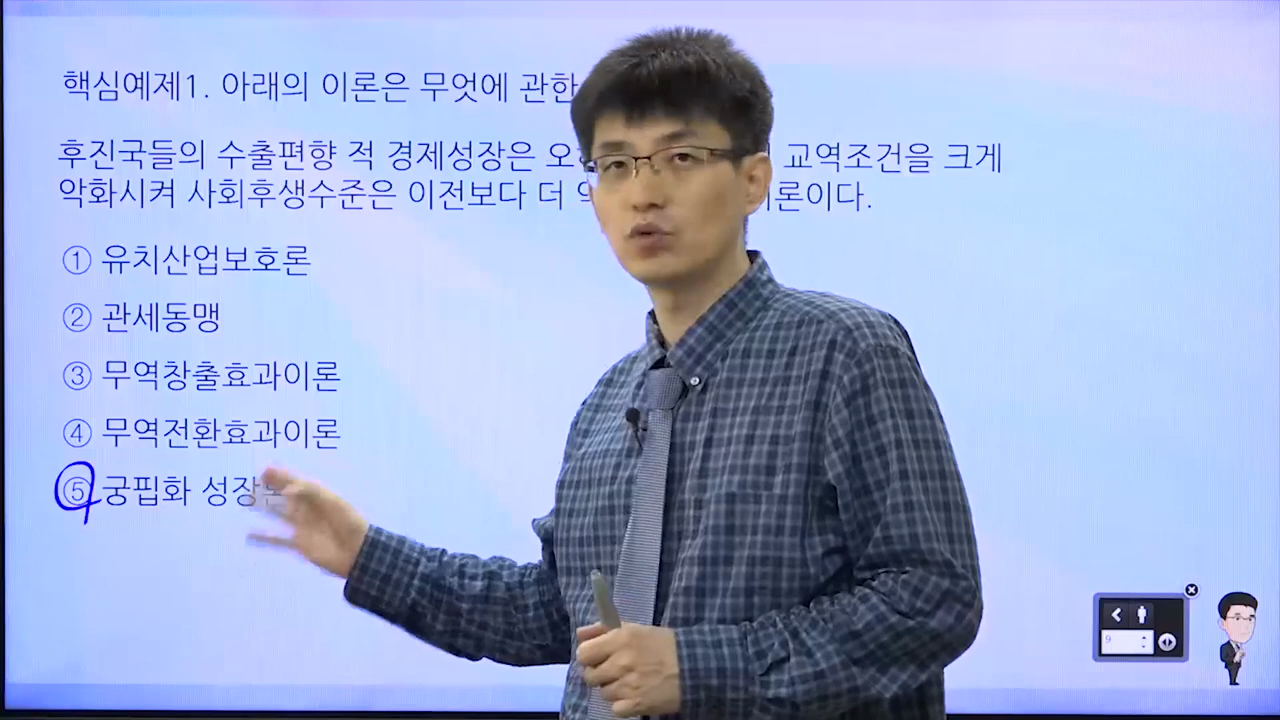 핵심예제1. 아래의 이론은 무엇에 관한
후진국들의 수출편향 적 경제성장은 교역조건을 크게
악화시켜 사회후생수준은 이전보다 더 이론이다.
① 유치산업보호론
② 관세동맹
③ 무역창출효과이론
④ 무역전환효과이론
⑤ 궁핍화 성장론
9